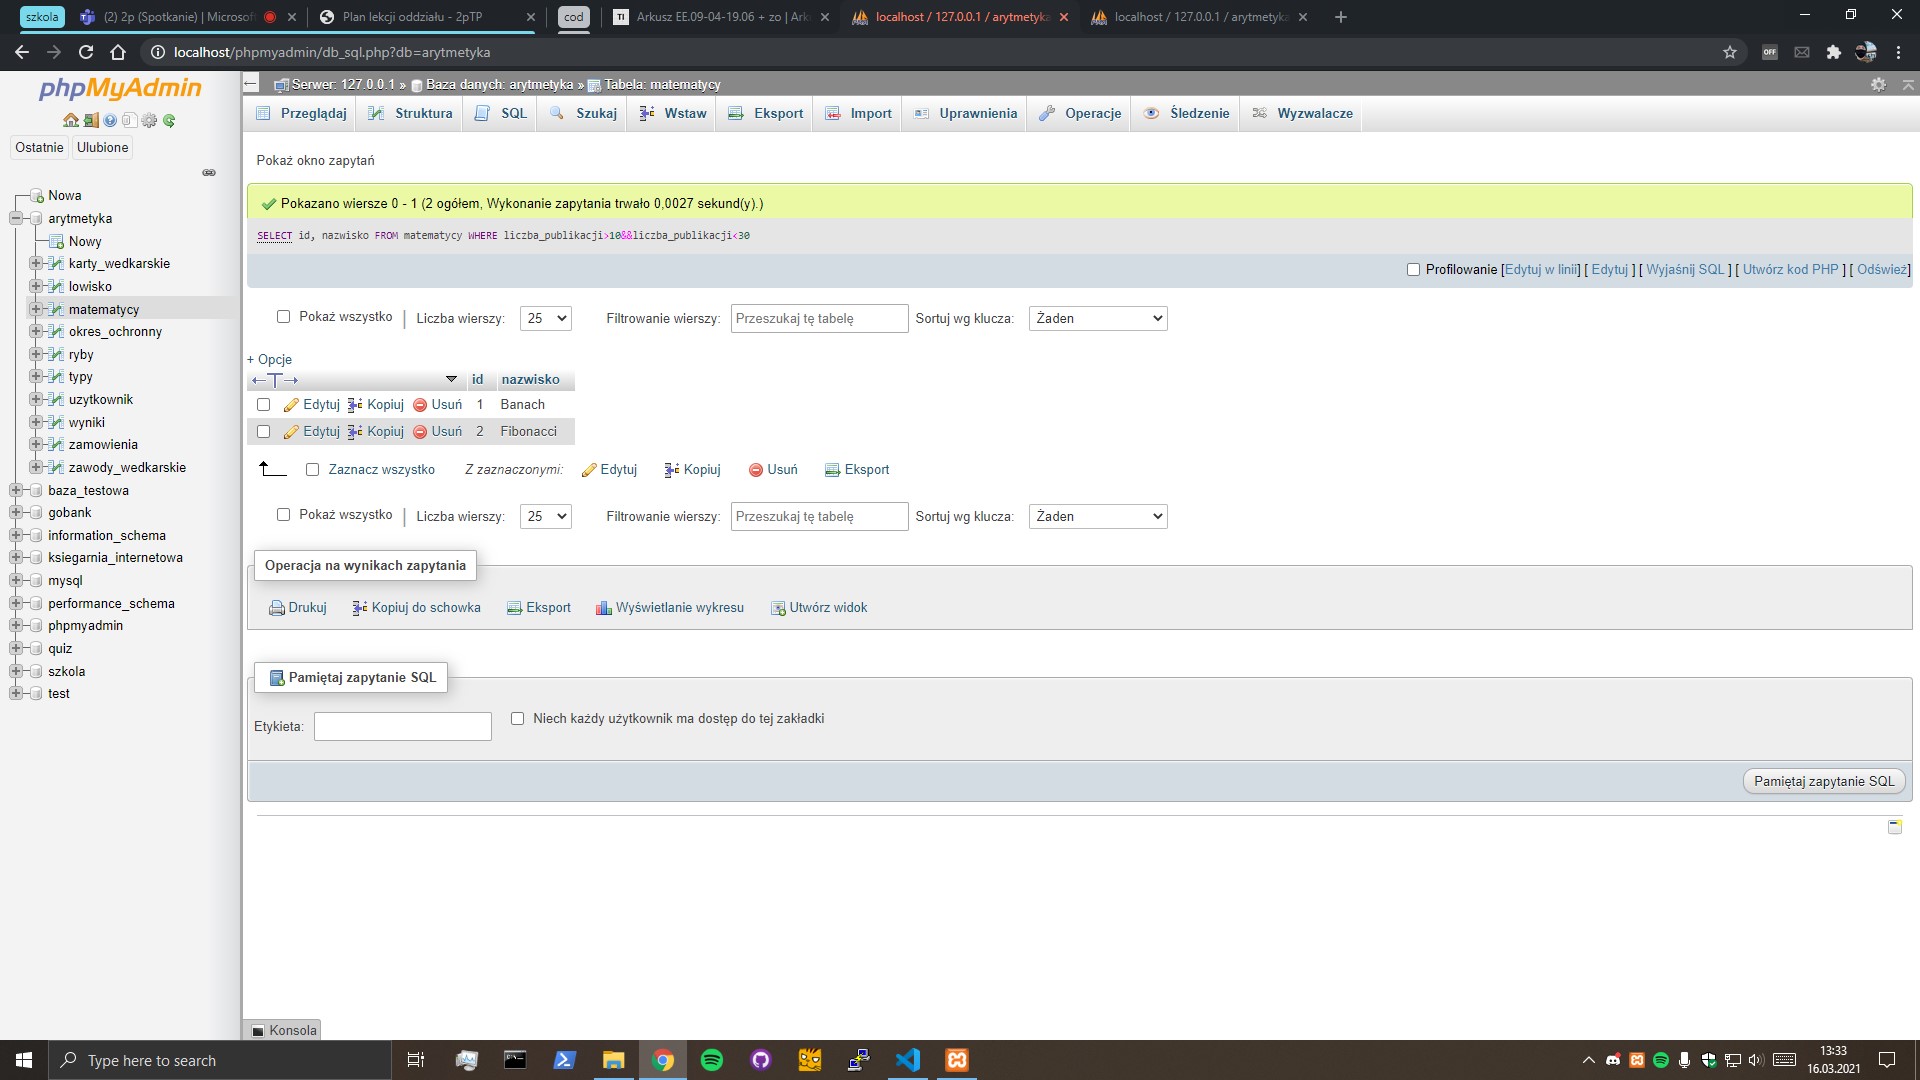 szkola
(2) 2p (Spotkanie) | Microsof
Plan lekcji oddziału - 2pTP
cod
TI
Arkusz EE.09-04-19.06 + zo | Ark
localhost / 127.0.0.1 / arytmetyka
localhost / 127.0.0.1 / arytmetyka
localhost/phpmyadmin/db_sql.php?db=arytmetyka
OFF
phpMyAdmin
Ostatnie
Ulubione
Nowa
arytmetyka
Nowy
karty_wedkarskie
lowisko
matematycy
okres_ochronny
ryby
typy
uzytkownik
wyniki
zamowienia
zawody_wedkarskie
baza_testowa
gobank
information_schema
ksiegarnia_internetowa
mysql
performance_schema
phpmyadmin
quiz
szkola
test
Serwer: 127.0.0.1 » Baza danych: arytmetyka » Tabela: matematycy
Przeglądaj
Struktura
SQL
Szukaj
Wstaw
Eksport
Import
Uprawnienia
Operacje
Śledzenie
Wyzwalacze
Pokaż okno zapytań
Pokazano wiersze 0 - 1 (2 ogółem, Wykonanie zapytania trwało 0,0027 sekund(y).)
SELECT id, nazwisko FROM matematycy WHERE liczba_publikacji>10&&liczba_publikacji<30
Profilowanie [Edytuj w linii] [ Edytuj ] [ Wyjaśnij SQL ] [ Utwórz kod PHP ] [ Odśwież]
Pokaż wszystko | Liczba wierszy: 25 Filtrowanie wierszy: Przeszukaj tę tabelę Sortuj wg klucza: Żaden
+ Opcje
←T→ id nazwisko
Edytuj Kopiuj Usuń 1 Banach
Edytuj Kopiuj Usuń 2 Fibonacci
Zaznacz wszystko Z zaznaczonymi: Edytuj Kopiuj Usuń Eksport
Pokaż wszystko | Liczba wierszy: 25 Filtrowanie wierszy: Przeszukaj tę tabelę Sortuj wg klucza: Żaden
Operacja na wynikach zapytania
Drukuj Kopiuj do schowka Eksport Wyświetlanie wykresu Utwórz widok
Pamiętaj zapytanie SQL
Etykieta: Niech każdy użytkownik ma dostęp do tej zakładki
Pamiętaj zapytanie SQL
Konsola
Type here to search
13:33
16.03.2021